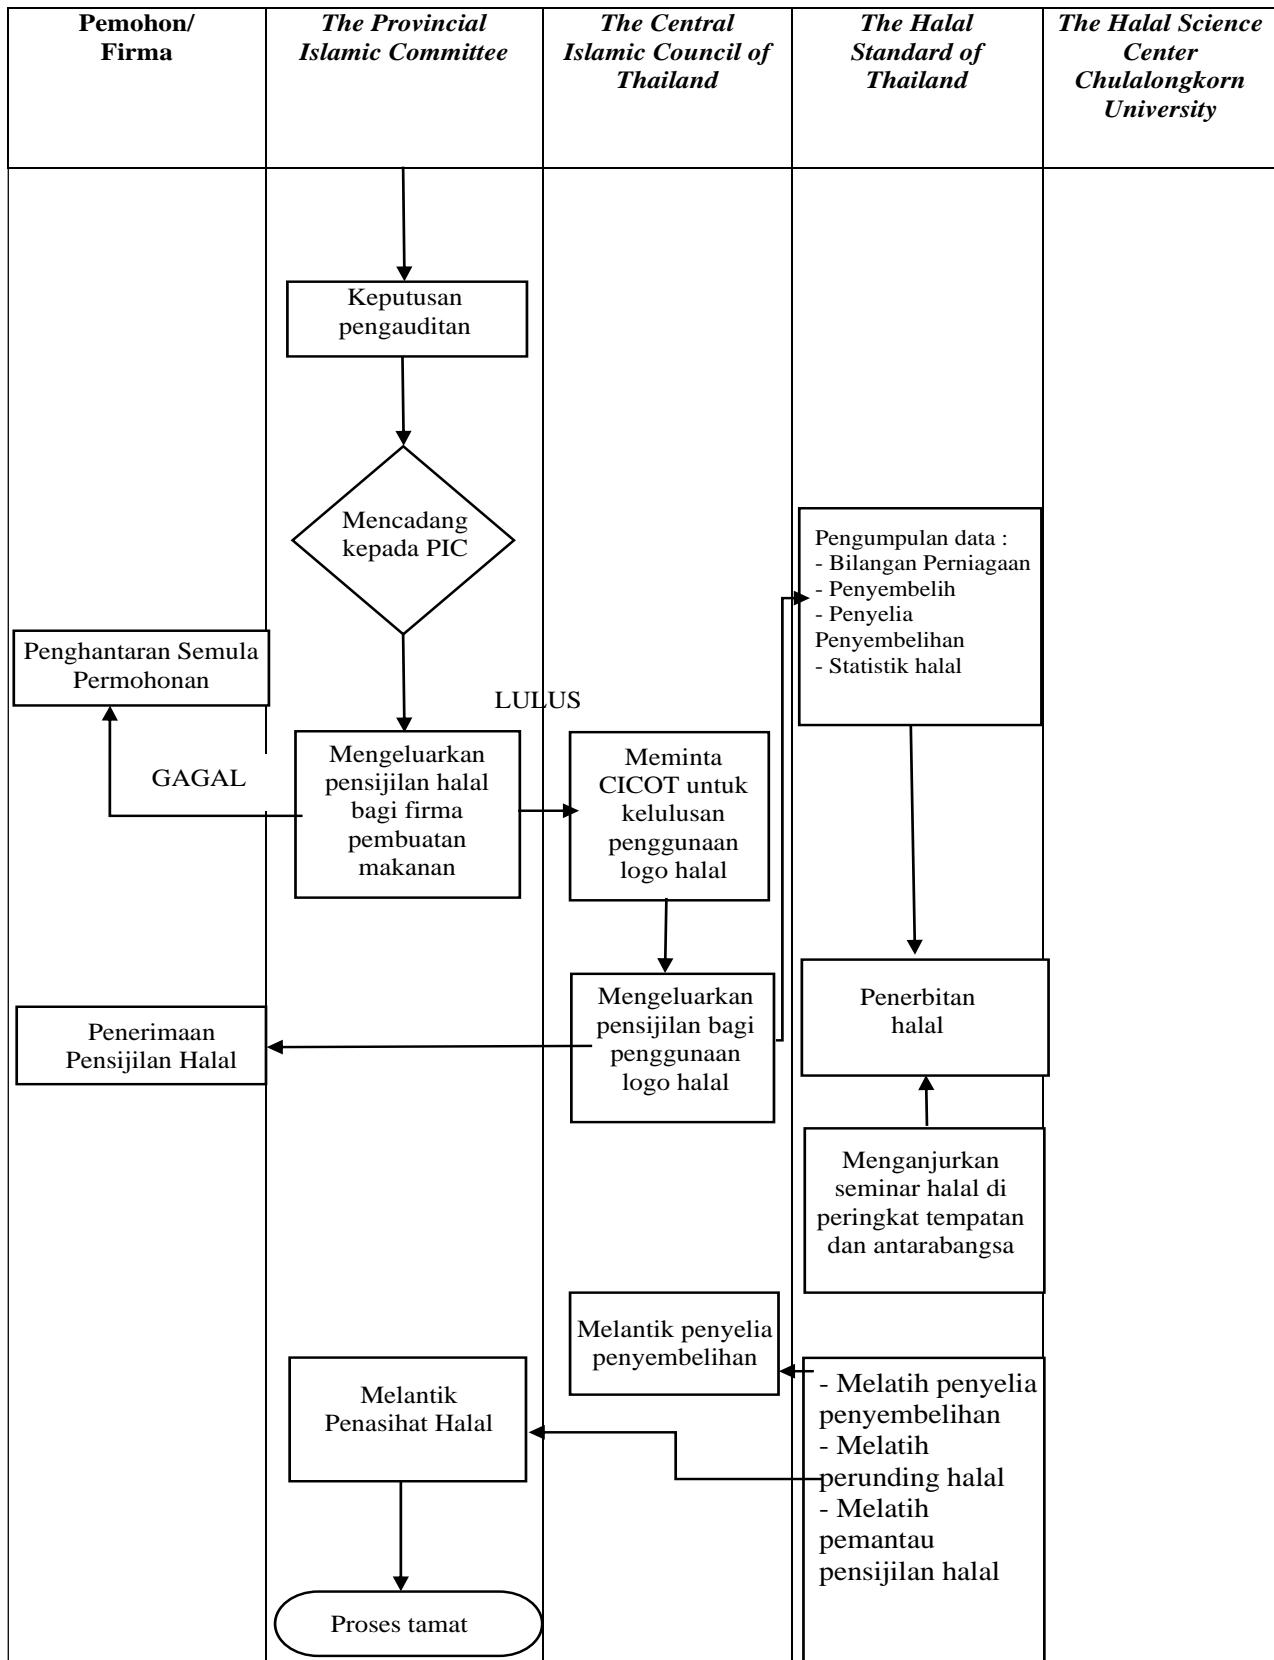 Pemohon/
Firma
The Provincial
Islamic Committee
The Central
Islamic Council of
Thailand
The Halal
Standard of
Thailand
The Halal Science
Center
Chulalongkorn
University
Keputusan
pengauditan
Mencadang
kepada PIC
Pengumpulan data :
- Bilangan Perniagaan
- Penyembelih
- Penyelia
Penyembelihan
- Statistik halal
Penghantaran Semula
Permohonan
LULUS
GAGAL
Mengeluarkan
pensijilan halal
bagi firma
pembuatan
makanan
Meminta
CICOT untuk
kelulusan
penggunaan
logo halal
Penerimaan
Pensijilan Halal
Mengeluarkan
pensijilan bagi
penggunaan
logo halal
Penerbitan
halal
Menganjurkan
seminar halal di
peringkat tempatan
dan antarabangsa
Melantik penyelia
penyembelihan
Melantik
Penasihat Halal
- Melatih penyelia
penyembelihan
- Melatih
perunding halal
- Melatih
pemantau
pensijilan halal
Proses tamat